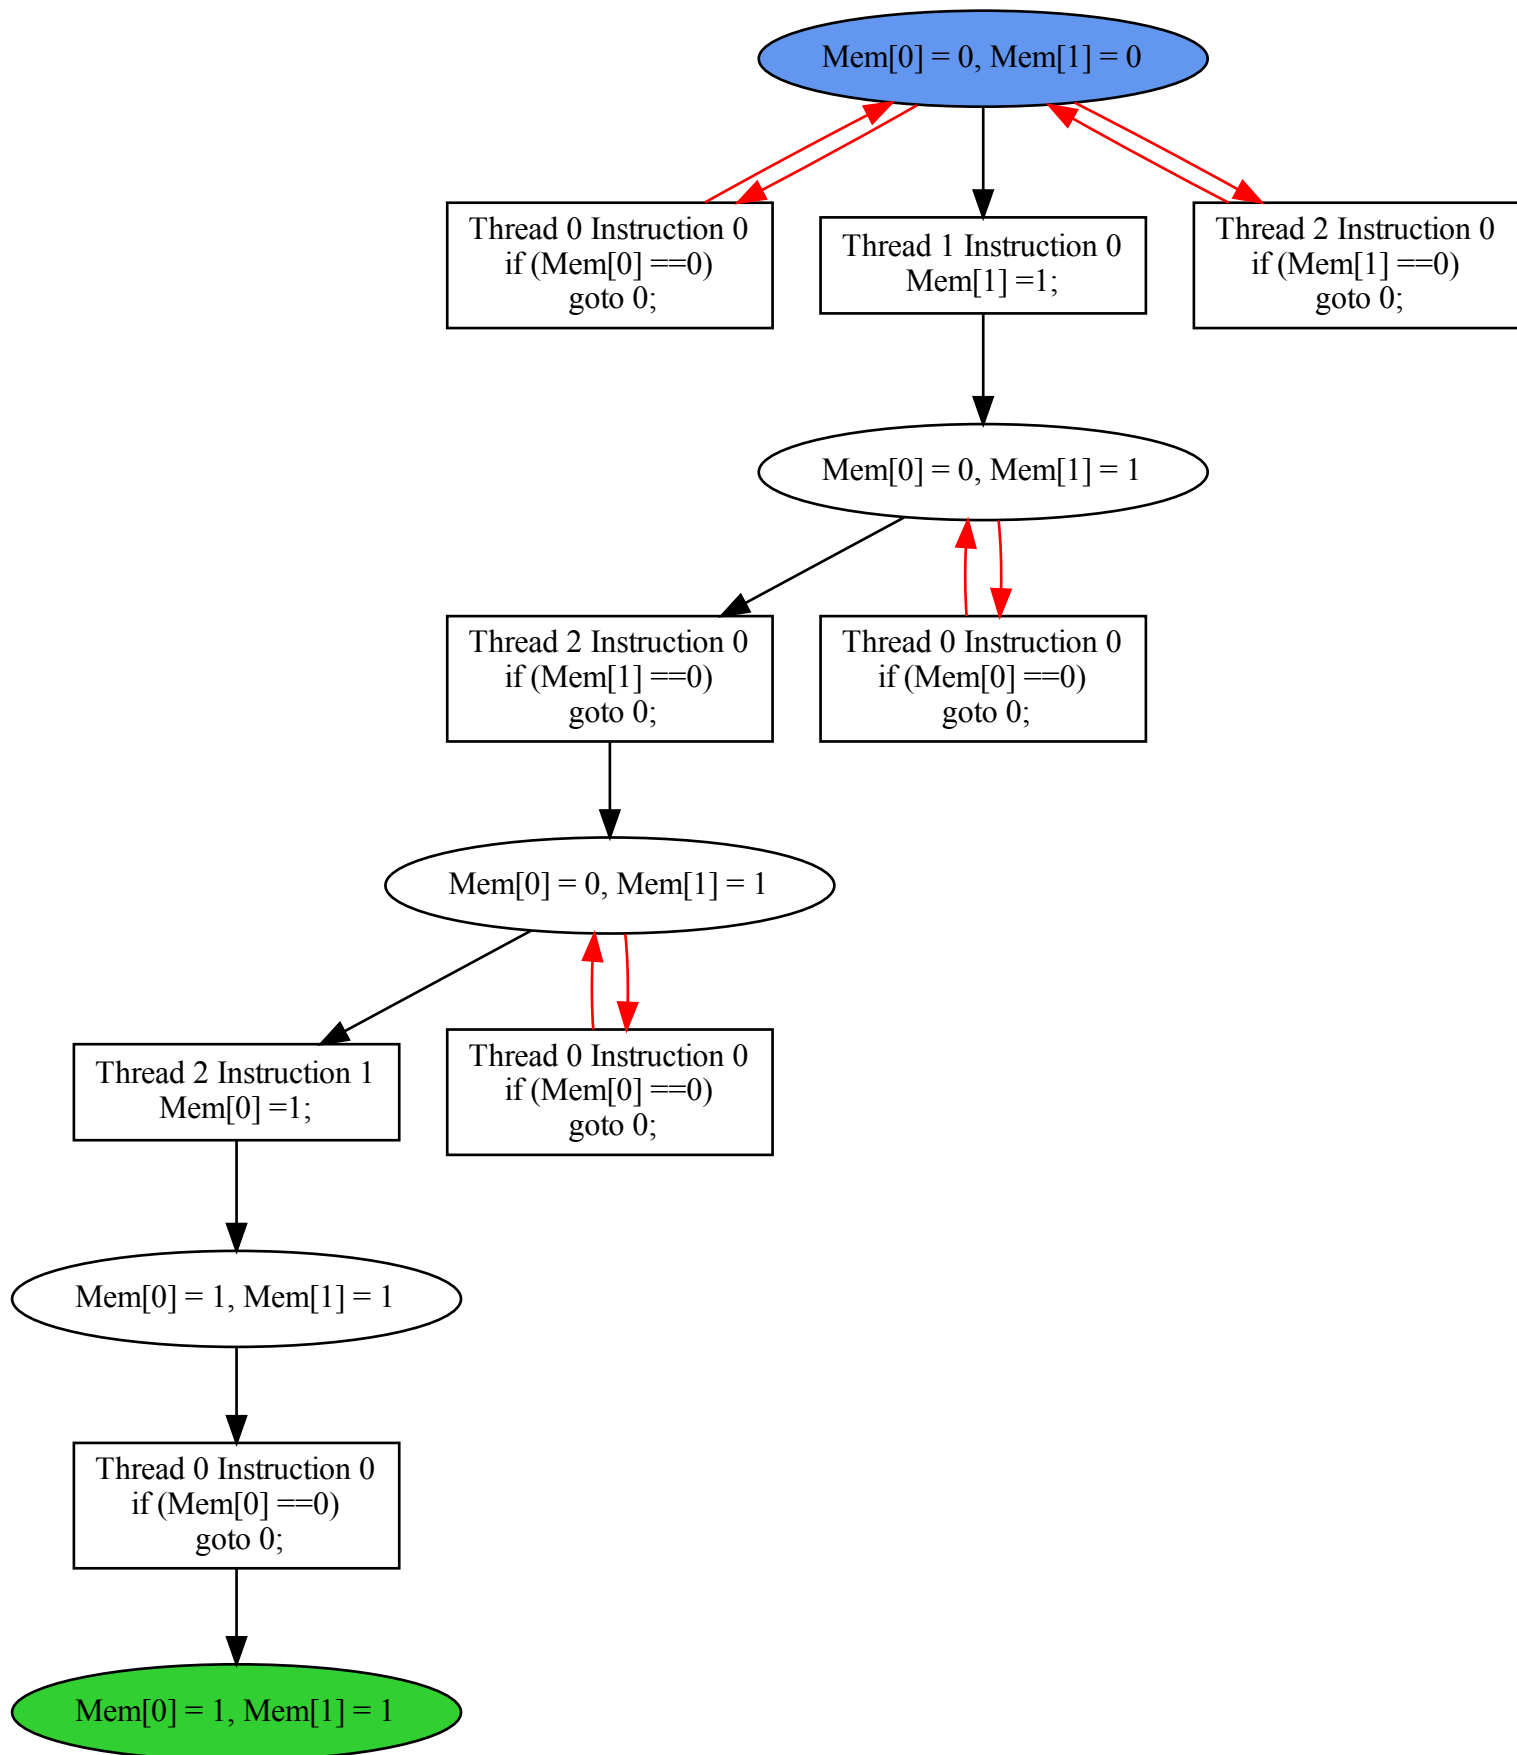 Mem[0] = 0, Mem[1] = 0
Thread 0 Instruction 0
if (Mem[0] ==0)
goto 0;
Thread 1 Instruction 0
Mem[1] =1;
Thread 2 Instruction 0
if (Mem[1] ==0)
goto 0;
Mem[0] = 0, Mem[1] = 1
Thread 2 Instruction 0
if (Mem[1] ==0)
goto 0;
Thread 0 Instruction 0
if (Mem[0] ==0)
goto 0;
Mem[0] = 0, Mem[1] = 1
Thread 2 Instruction 1
Mem[0] =1;
Thread 0 Instruction 0
if (Mem[0] ==0)
goto 0;
Mem[0] = 1, Mem[1] = 1
Thread 0 Instruction 0
if (Mem[0] ==0)
goto 0;
Mem[0] = 1, Mem[1] = 1